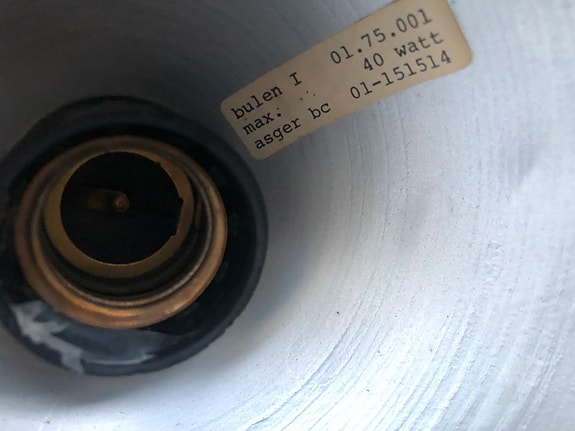 bulen I 01.75.001
max. 40 watt
asger bc 01-151514